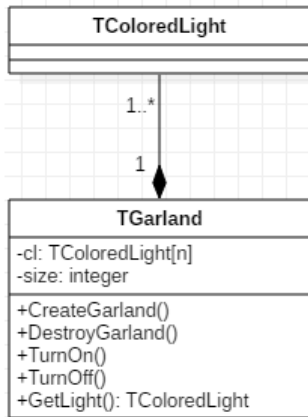 TColoredLight
1..*
1
TGarland
-cl: TColoredLight[n]
-size: integer
+CreateGarland()
+DestroyGarland()
+TurnOn()
+TurnOff()
+GetLight(): TColoredLight